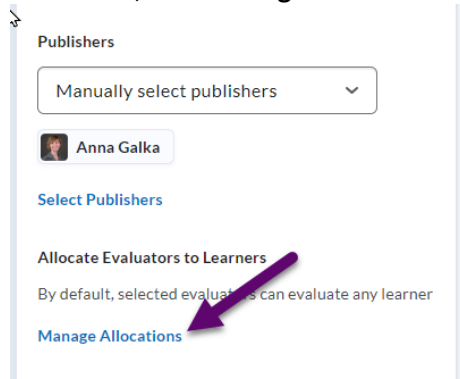 Publishers
Manually select publishers
Anna Galka
Select Publishers
Allocate Evaluators to Learners
By default, selected evaluators can evaluate any learner
Manage Allocations